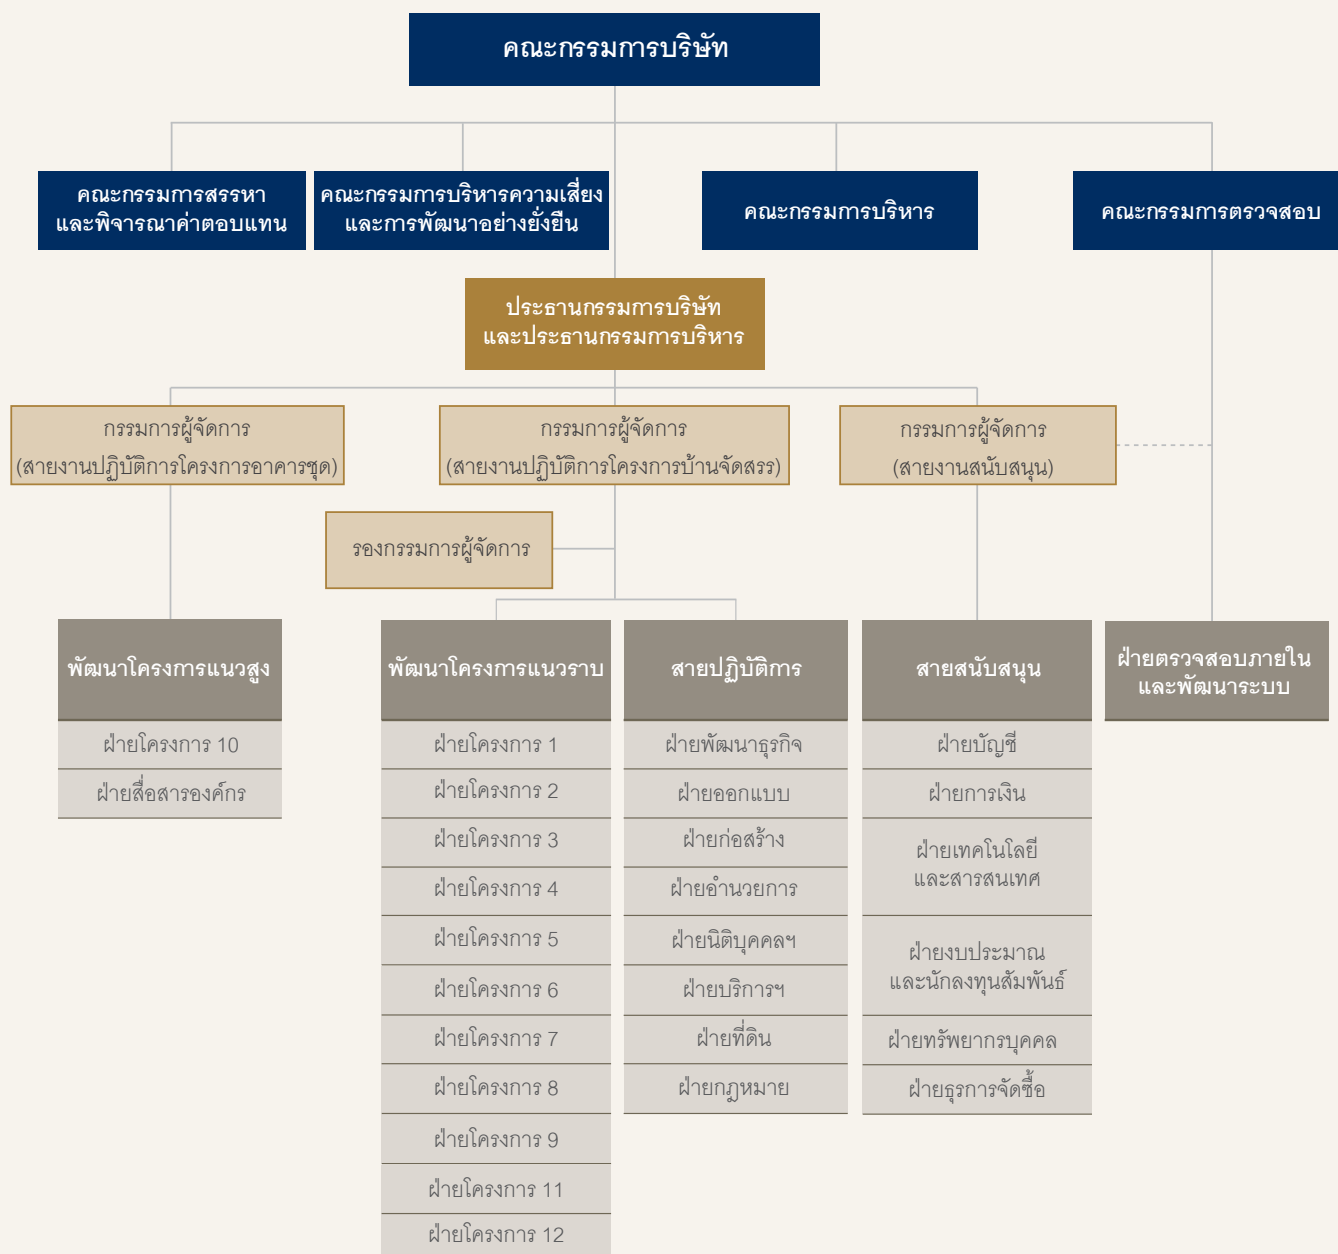 คณะกรรมการบริษัท
คณะกรรมการสรรหา
และพิจารณาค่าตอบแทน
คณะกรรมการบริหารความเสี่ยง
และการพัฒนาอย่างยั่งยืน
คณะกรรมการบริหาร
คณะกรรมการตรวจสอบ
ประธานกรรมการบริษัท
และประธานกรรมการบริหาร
กรรมการผู้จัดการ
(สายงานปฏิบัติการโครงการอาคารชุด)
กรรมการผู้จัดการ
(สายงานปฏิบัติการโครงการบ้านจัดสรร)
กรรมการผู้จัดการ
(สายงานสนับสนุน)
รองกรรมการผู้จัดการ
พัฒนาโครงการแนวสูง
ฝ่ายโครงการ 10
ฝ่ายสื่อสารองค์กร
พัฒนาโครงการแนวราบ
ฝ่ายโครงการ 1
ฝ่ายโครงการ 2
ฝ่ายโครงการ 3
ฝ่ายโครงการ 4
ฝ่ายโครงการ 5
ฝ่ายโครงการ 6
ฝ่ายโครงการ 7
ฝ่ายโครงการ 8
ฝ่ายโครงการ 9
ฝ่ายโครงการ 11
ฝ่ายโครงการ 12
สายปฏิบัติการ
ฝ่ายพัฒนาธุรกิจ
ฝ่ายออกแบบ
ฝ่ายก่อสร้าง
ฝ่ายอำนวยการ
ฝ่ายนิติบุคคลฯ
ฝ่ายบริการฯ
ฝ่ายที่ดิน
ฝ่ายกฎหมาย
สายสนับสนุน
ฝ่ายบัญชี
ฝ่ายการเงิน
ฝ่ายเทคโนโลยี
และสารสนเทศ
ฝ่ายงบประมาณ
และนักลงทุนสัมพันธ์
ฝ่ายทรัพยากรบุคคล
ฝ่ายธุรการจัดซื้อ
ฝ่ายตรวจสอบภายใน
และพัฒนาระบบ